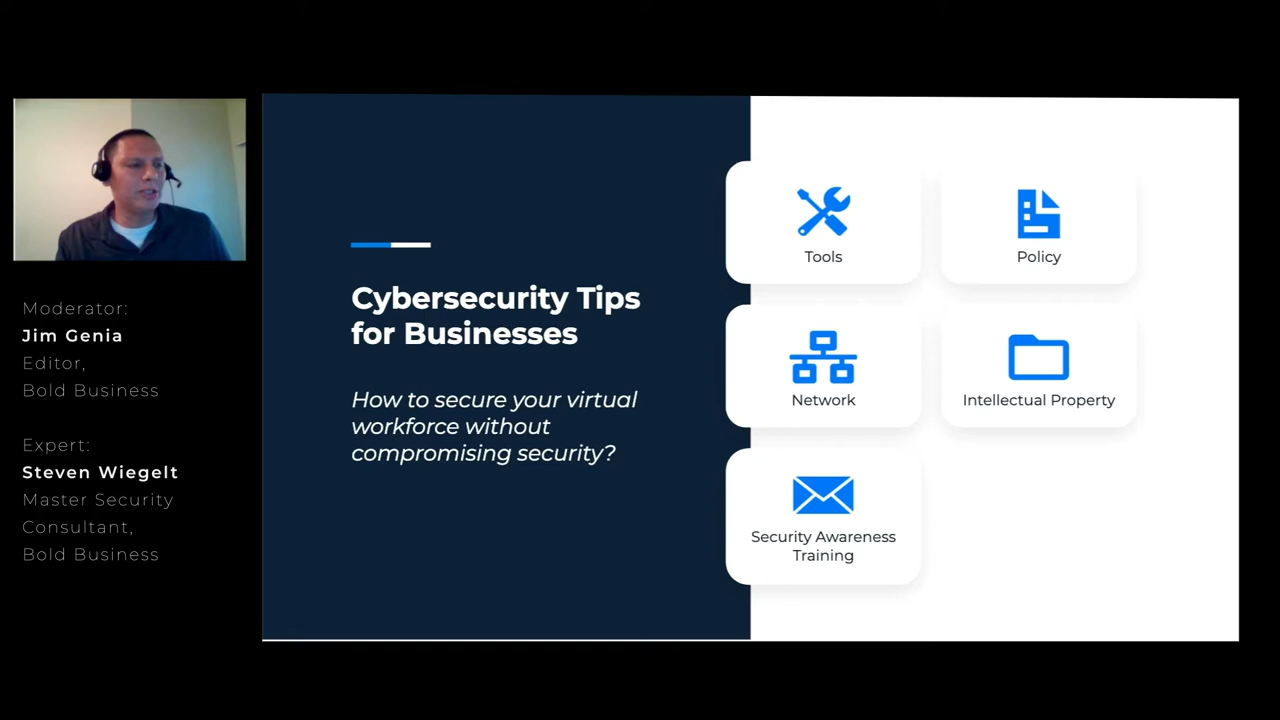 Moderator:
Jim Genia
Editor,
Bold Business
Expert:
Steven Wiegelt
Master Security
Consultant,
Bold Business
Cybersecurity Tips
for Businesses
How to secure your virtual
workforce without
compromising security?
Tools
Policy
Network
Intellectual Property
Security Awareness
Training